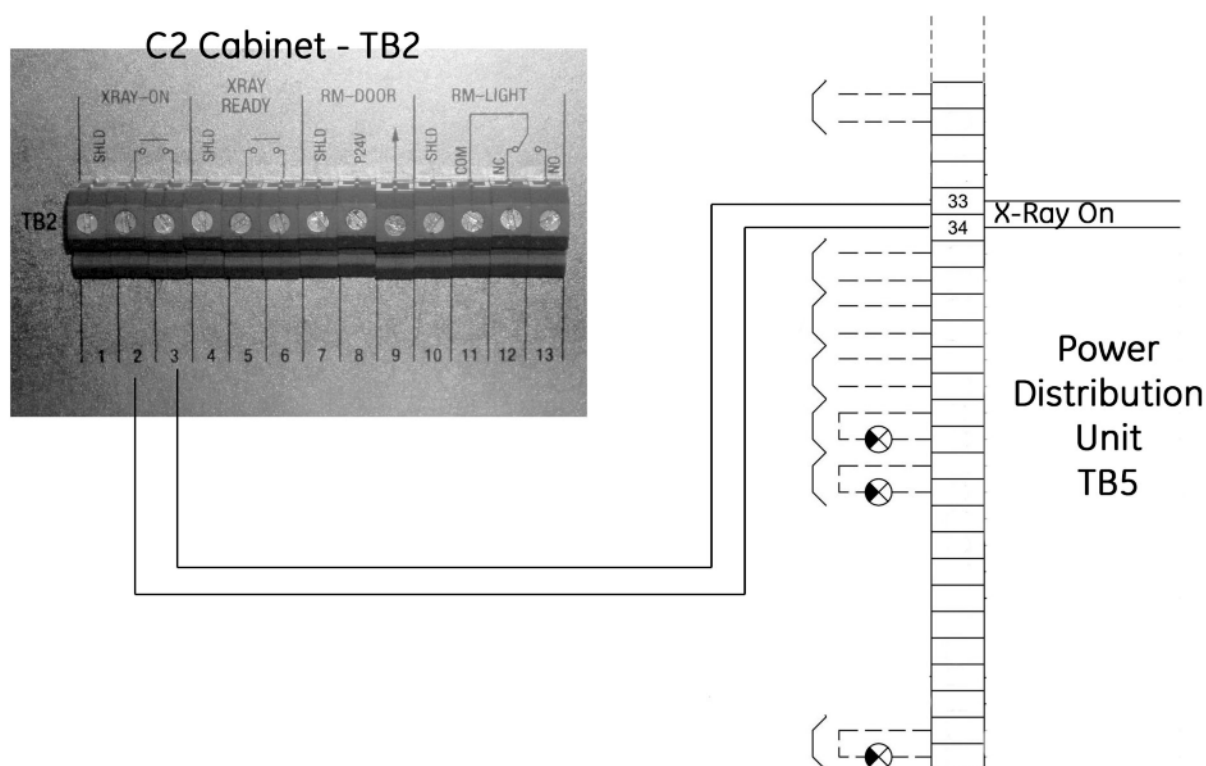 C2 Cabinet - TB2
XRAY-ON
XRAY
READY
RM-DOOR
RM-LIGHT
SHLD
SHLD
SHLD
P24V
SHLD
COM
NC
NO
TB2
1 2 3 4 5 6 7 8 9 10 11 12 13
33
34
X-Ray On
Power
Distribution
Unit
TB5